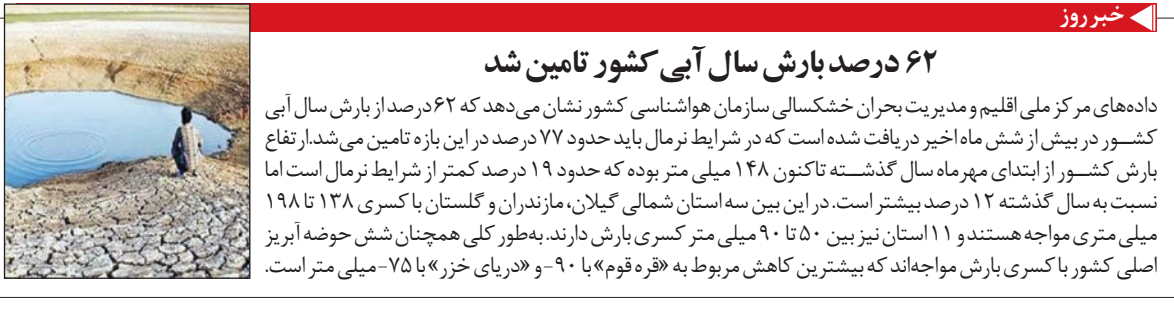 خبر روز
۶۲ درصد بارش سال آبی کشور تامین شد
داده‌های مرکز ملی اقلیم و مدیریت بحران خشکسالی سازمان هواشناسی کشور نشان می‌دهد که ۶۲ درصد از بارش سال آبی
کشور در بیش از شش ماه اخیر دریافت شده است که در شرایط نرمال باید حدود ۷۷ درصد در این بازه تامین می‌شد. ارتفاع
بارش کشور از ابتدای مهرماه سال گذشته تاکنون ۱۴۸ میلی متر بوده که حدود ۱۹ درصد کمتر از شرایط نرمال است اما
نسبت به سال گذشته ۱۲ درصد بیشتر است. در این بین سه استان شمالی گیلان، مازندران و گلستان با کسری ۱۳۸ تا ۱۹۸
میلی متری مواجه هستند و ۱۱ استان نیز بین ۵۰ تا ۹۰ میلی متر کسری بارش دارند. به‌طور کلی همچنان شش حوضه آبریز
اصلی کشور با کسری بارش مواجه‌اند که بیشترین کاهش مربوط به «قره قوم» با ۹۰- و «دریای خزر» با ۷۵- میلی متر است.